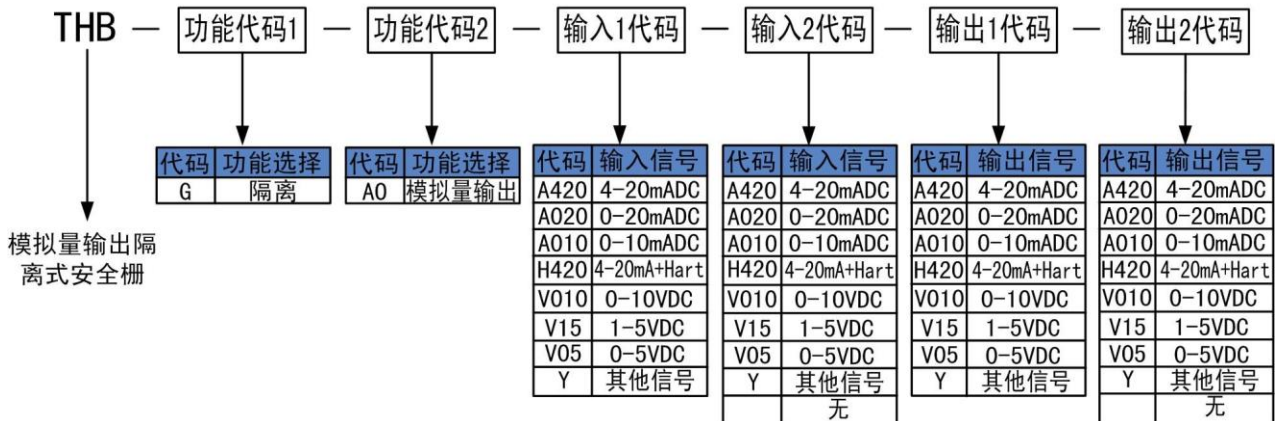 THB — 功能代码1 — 功能代码2 — 输入1代码 — 输入2代码 — 输出1代码 — 输出2代码
模拟量输出隔
离式安全栅
代码 功能选择
G 隔离
代码 功能选择
AO 模拟量输出
代码 输入信号
A420 4-20mADC
A020 0-20mADC
A010 0-10mADC
H420 4-20mA+Hart
V010 0-10VDC
V15 1-5VDC
V05 0-5VDC
Y 其他信号
代码 输入信号
A420 4-20mADC
A020 0-20mADC
A010 0-10mADC
H420 4-20mA+Hart
V010 0-10VDC
V15 1-5VDC
V05 0-5VDC
Y 其他信号
无
代码 输出信号
A420 4-20mADC
A020 0-20mADC
A010 0-10mADC
H420 4-20mA+Hart
V010 0-10VDC
V15 1-5VDC
V05 0-5VDC
Y 其他信号
代码 输出信号
A420 4-20mADC
A020 0-20mADC
A010 0-10mADC
H420 4-20mA+Hart
V010 0-10VDC
V15 1-5VDC
V05 0-5VDC
Y 其他信号
无